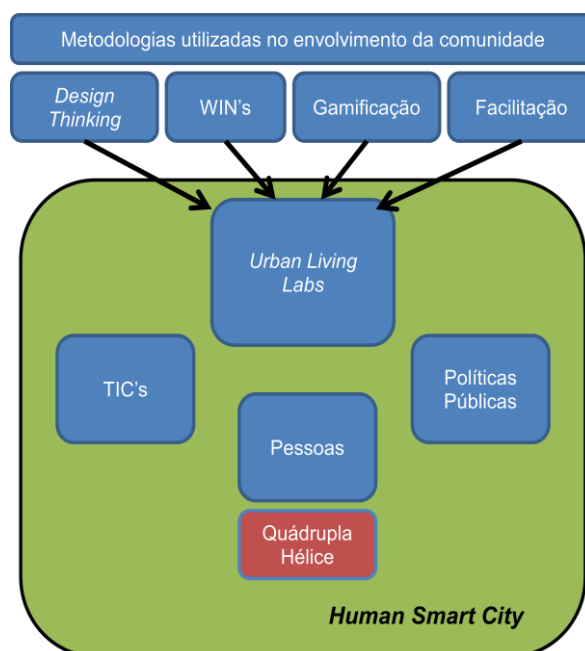 Metodologias utilizadas no envolvimento da comunidade
Design
Thinking
WIN's
Gamificação
Facilitação
Urban Living
Labs
TIC's
Políticas
Públicas
Pessoas
Quádrupla
Hélice
Human Smart City